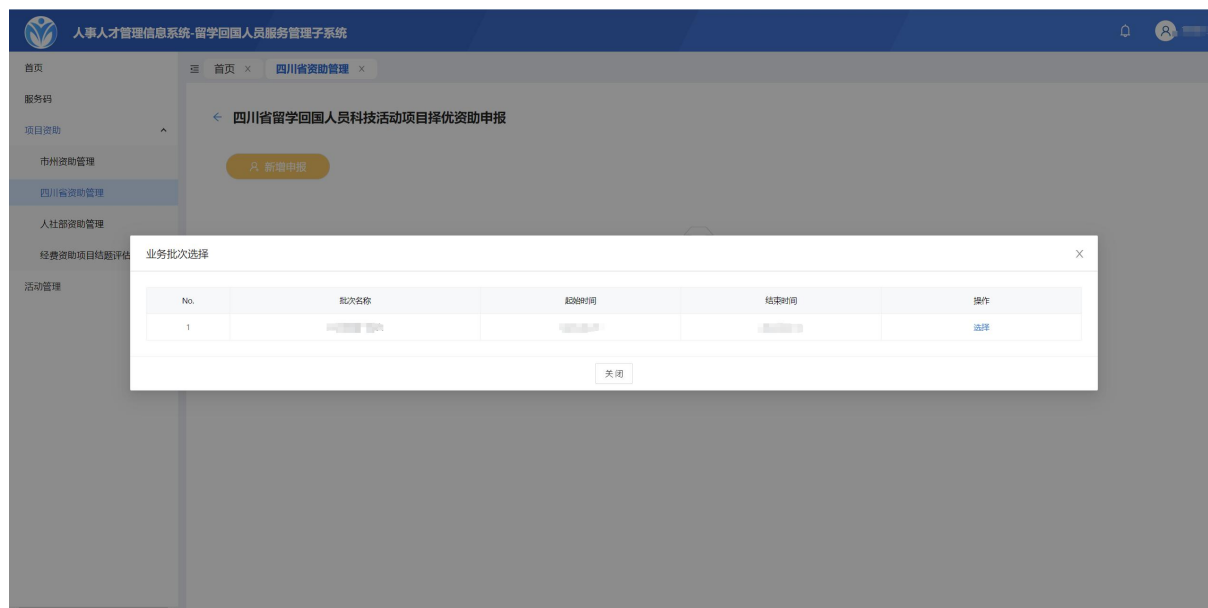 人事人才管理信息系统-留学回国人员服务管理子系统
首页
服务码
项目资助
市州资助管理
四川省资助管理
人社部资助管理
经费资助项目结题评估
活动管理
首页 × 四川省资助管理 ×
← 四川省留学回国人员科技活动项目择优资助申报
新增申报
业务批次选择
No. 批次名称 起始时间 结束时间 操作
1 选择
关闭